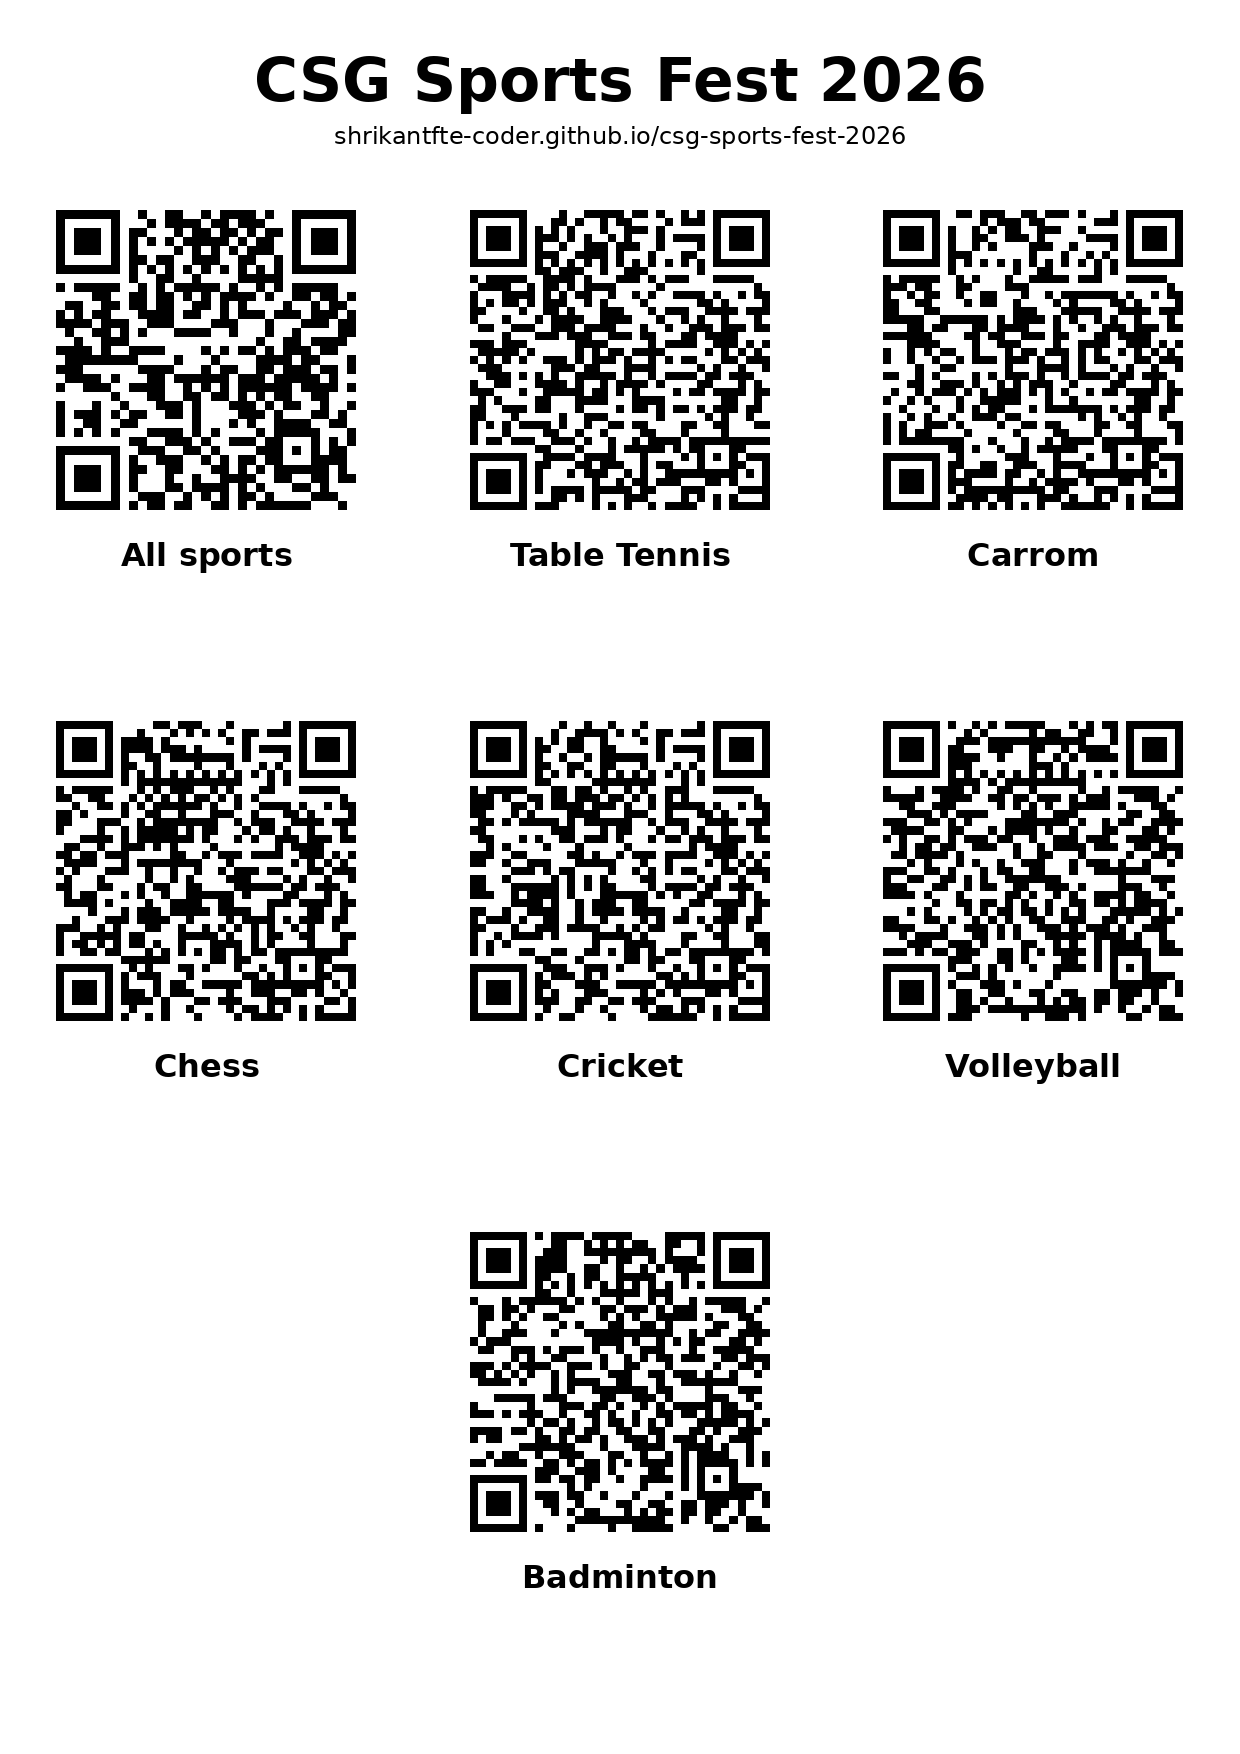 CSG Sports Fest 2026
shrikantfte-coder.github.io/csg-sports-fest-2026
All sports
Table Tennis
Carrom
Chess
Cricket
Volleyball
Badminton